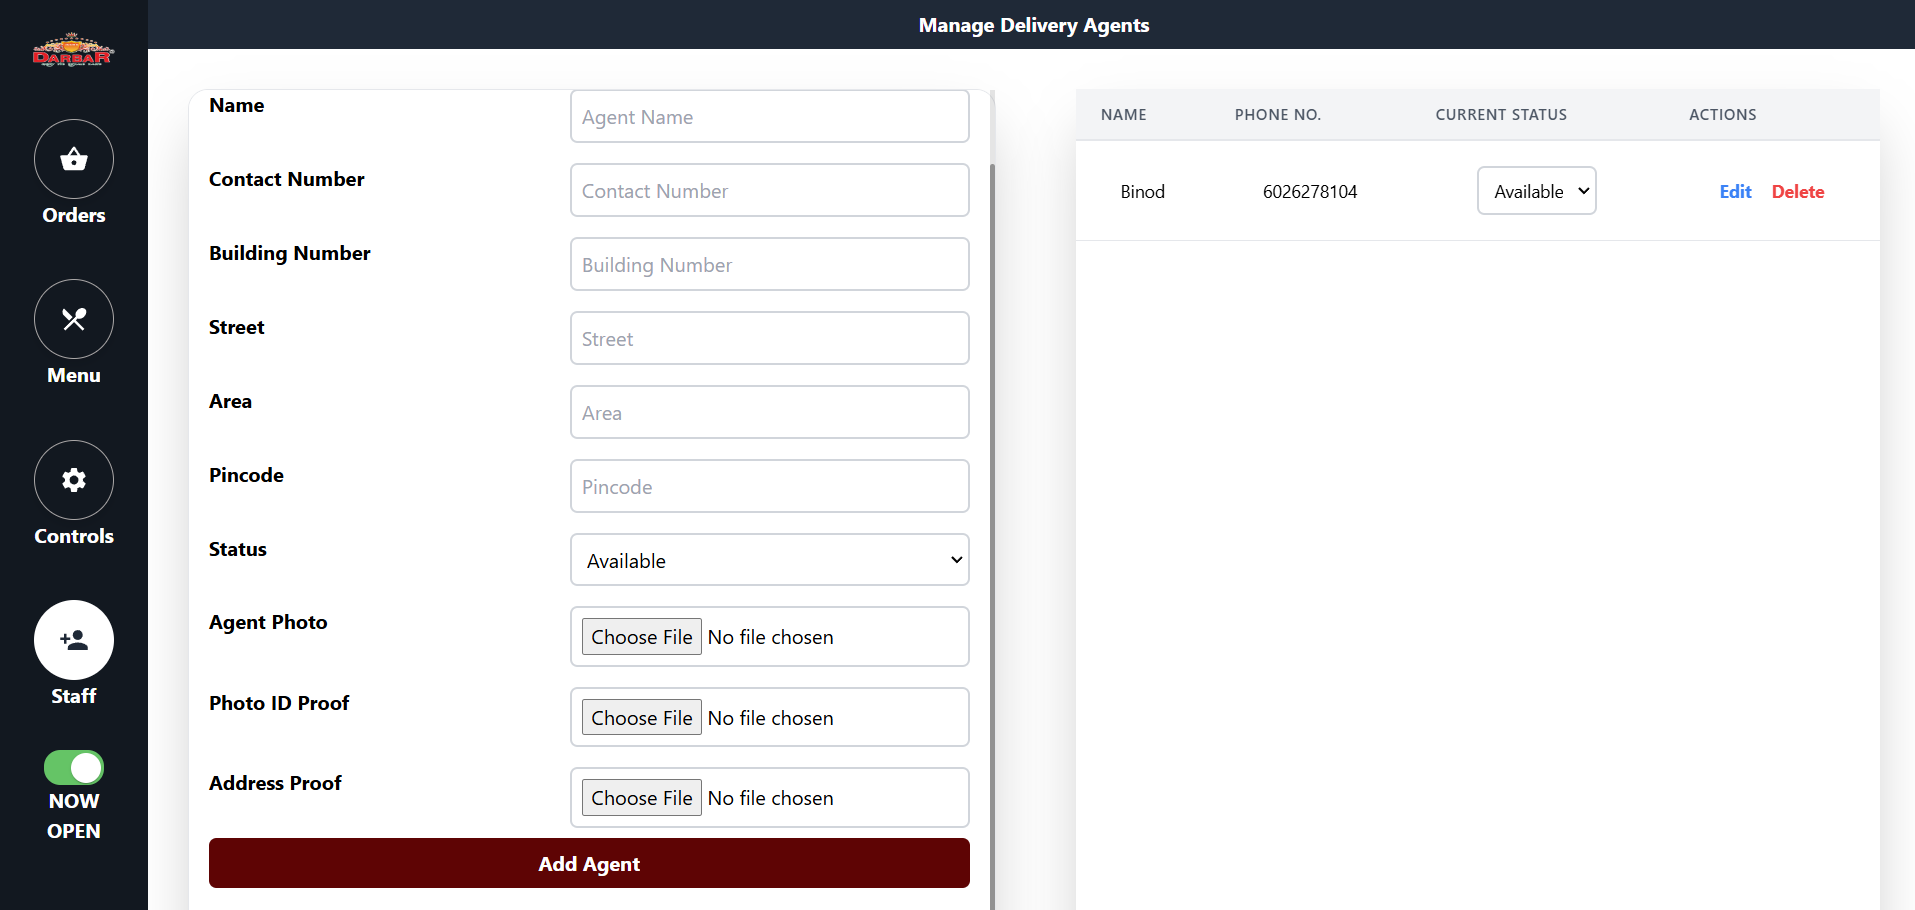 Manage Delivery Agents
DARBAR
Orders
Menu
Controls
Staff
NOW
OPEN
Name
Agent Name
Contact Number
Contact Number
Building Number
Building Number
Street
Street
Area
Area
Pincode
Pincode
Status
Available
Agent Photo
Choose File No file chosen
Photo ID Proof
Choose File No file chosen
Address Proof
Choose File No file chosen
Add Agent
NAME PHONE NO. CURRENT STATUS ACTIONS
Binod 6026278104 Available Edit Delete